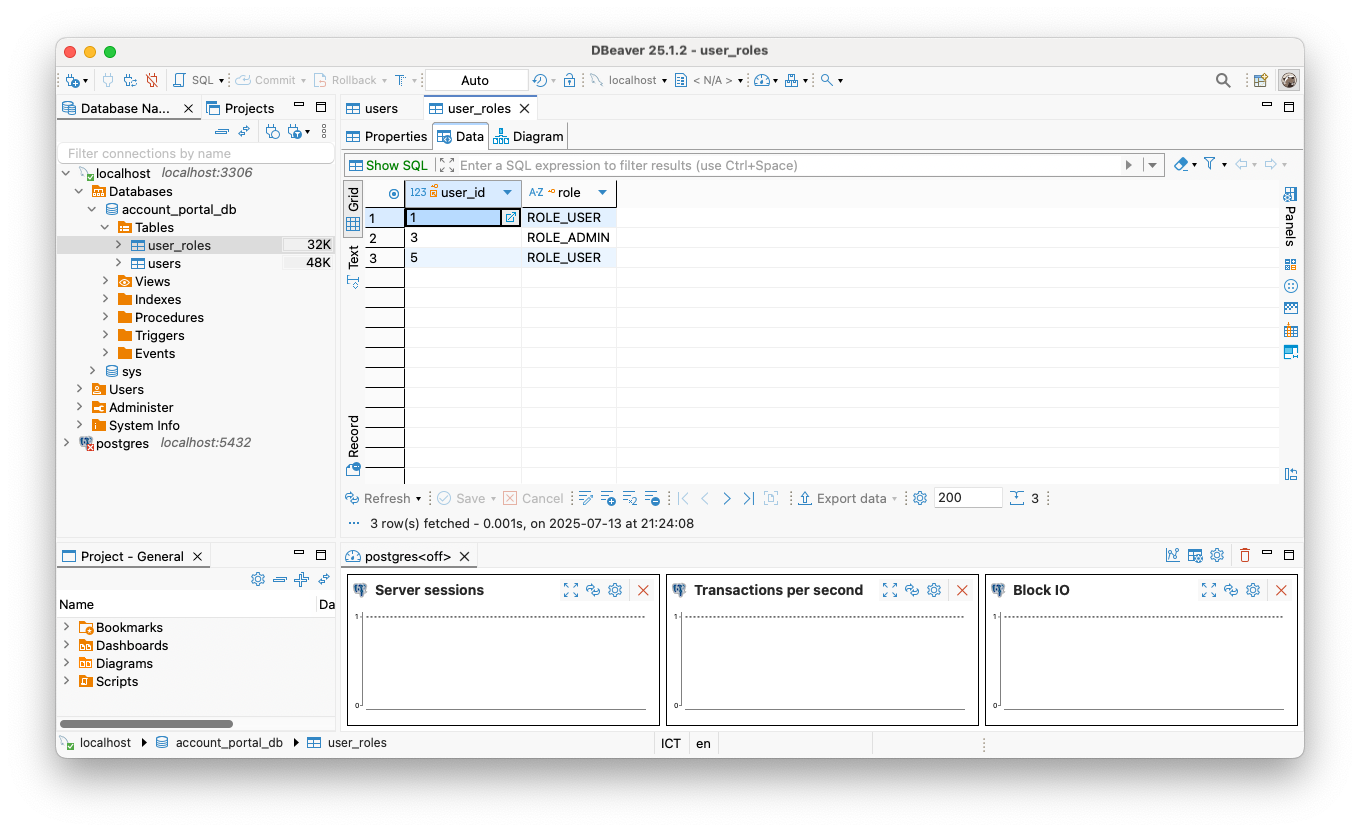 DBeaver 25.1.2 - user_roles
SQL Commit Rollback T Auto localhost < N/A >
Database Na... Projects
Filter connections by name
localhost localhost:3306
Databases
account_portal_db
Tables
user_roles 32K
users 48K
Views
Indexes
Procedures
Triggers
Events
sys
Users
Administer
System Info
postgres localhost:5432
users user_roles
Properties Data Diagram
Show SQL Enter a SQL expression to filter results (use Ctrl+Space)
Grid
Text
Record
123 user_id A-Z role
1 1 ROLE_USER
2 3 ROLE_ADMIN
3 5 ROLE_USER
Panels
Refresh Save Cancel Export data 200 3
3 row(s) fetched - 0.001s, on 2025-07-13 at 21:24:08
Project - General
Name Da
Bookmarks
Dashboards
Diagrams
Scripts
postgres<off>
Server sessions
1
0
Transactions per second
1
0
Block IO
1
0
localhost account_portal_db user_roles ICT en